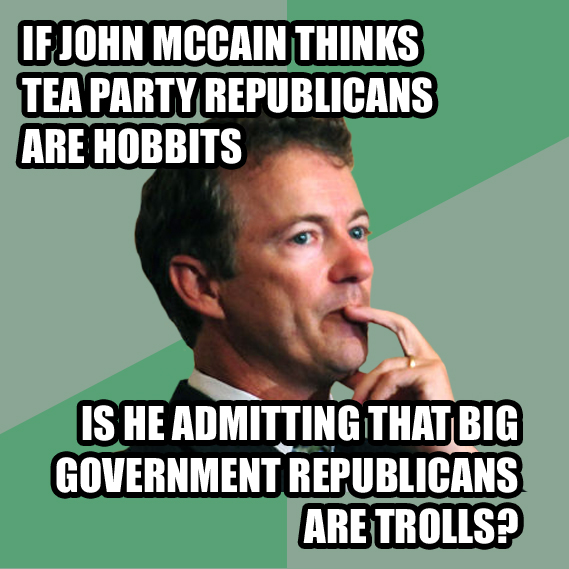 IF JOHN MCCAIN THINKS
TEA PARTY REPUBLICANS
ARE HOBBITS
IS HE ADMITTING THAT BIG
GOVERNMENT REPUBLICANS
ARE TROLLS?